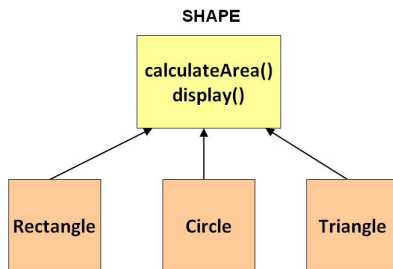 SHAPE
calculateArea()
display()
Rectangle
Circle
Triangle